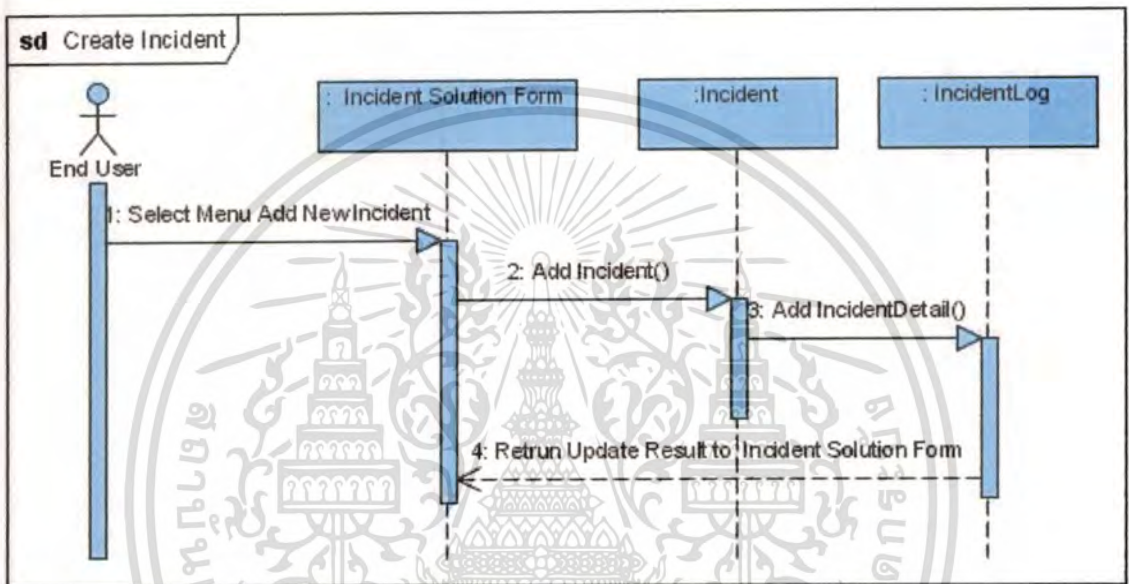 sd Create Incident
: Incident Solution Form
:Incident
: IncidentLog
End User
1: Select Menu Add NewIncident
2: Add Incident()
3: Add IncidentDetail()
4: Retrun Update Result to Incident Solution Form